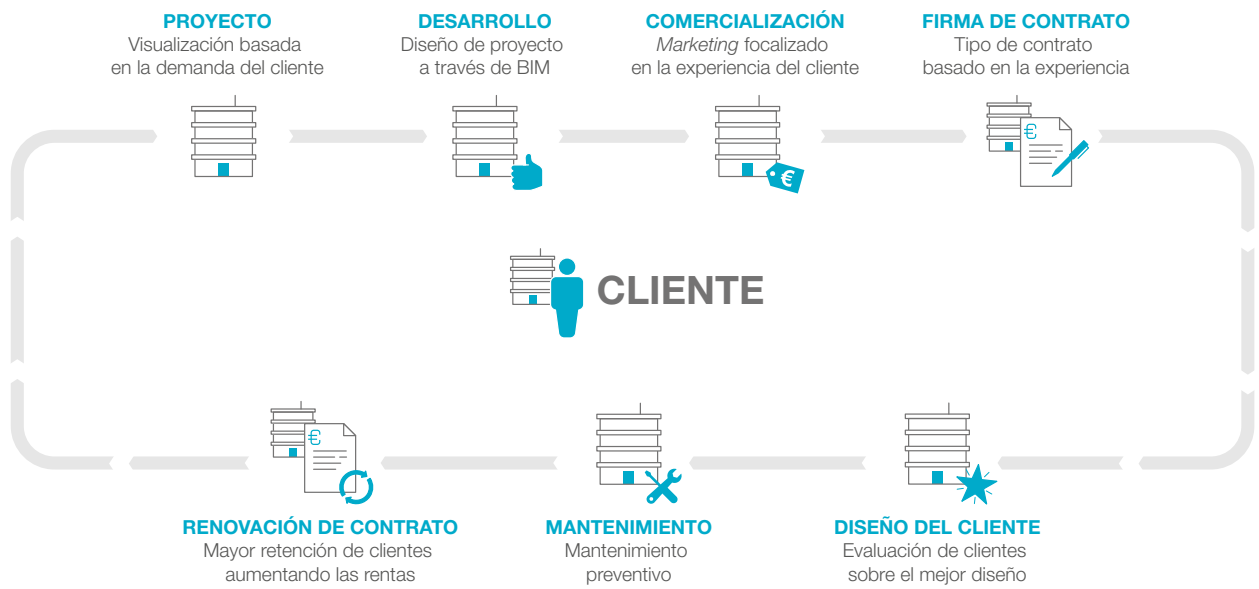 PROYECTO
Visualización basada
en la demanda del cliente
DESARROLLO
Diseño de proyecto
a través de BIM
COMERCIALIZACIÓN
Marketing focalizado
en la experiencia del cliente
FIRMA DE CONTRATO
Tipo de contrato
basado en la experiencia
€
€
CLIENTE
€
RENOVACIÓN DE CONTRATO
Mayor retención de clientes
aumentando las rentas
MANTENIMIENTO
Mantenimiento
preventivo
DISEÑO DEL CLIENTE
Evaluación de clientes
sobre el mejor diseño